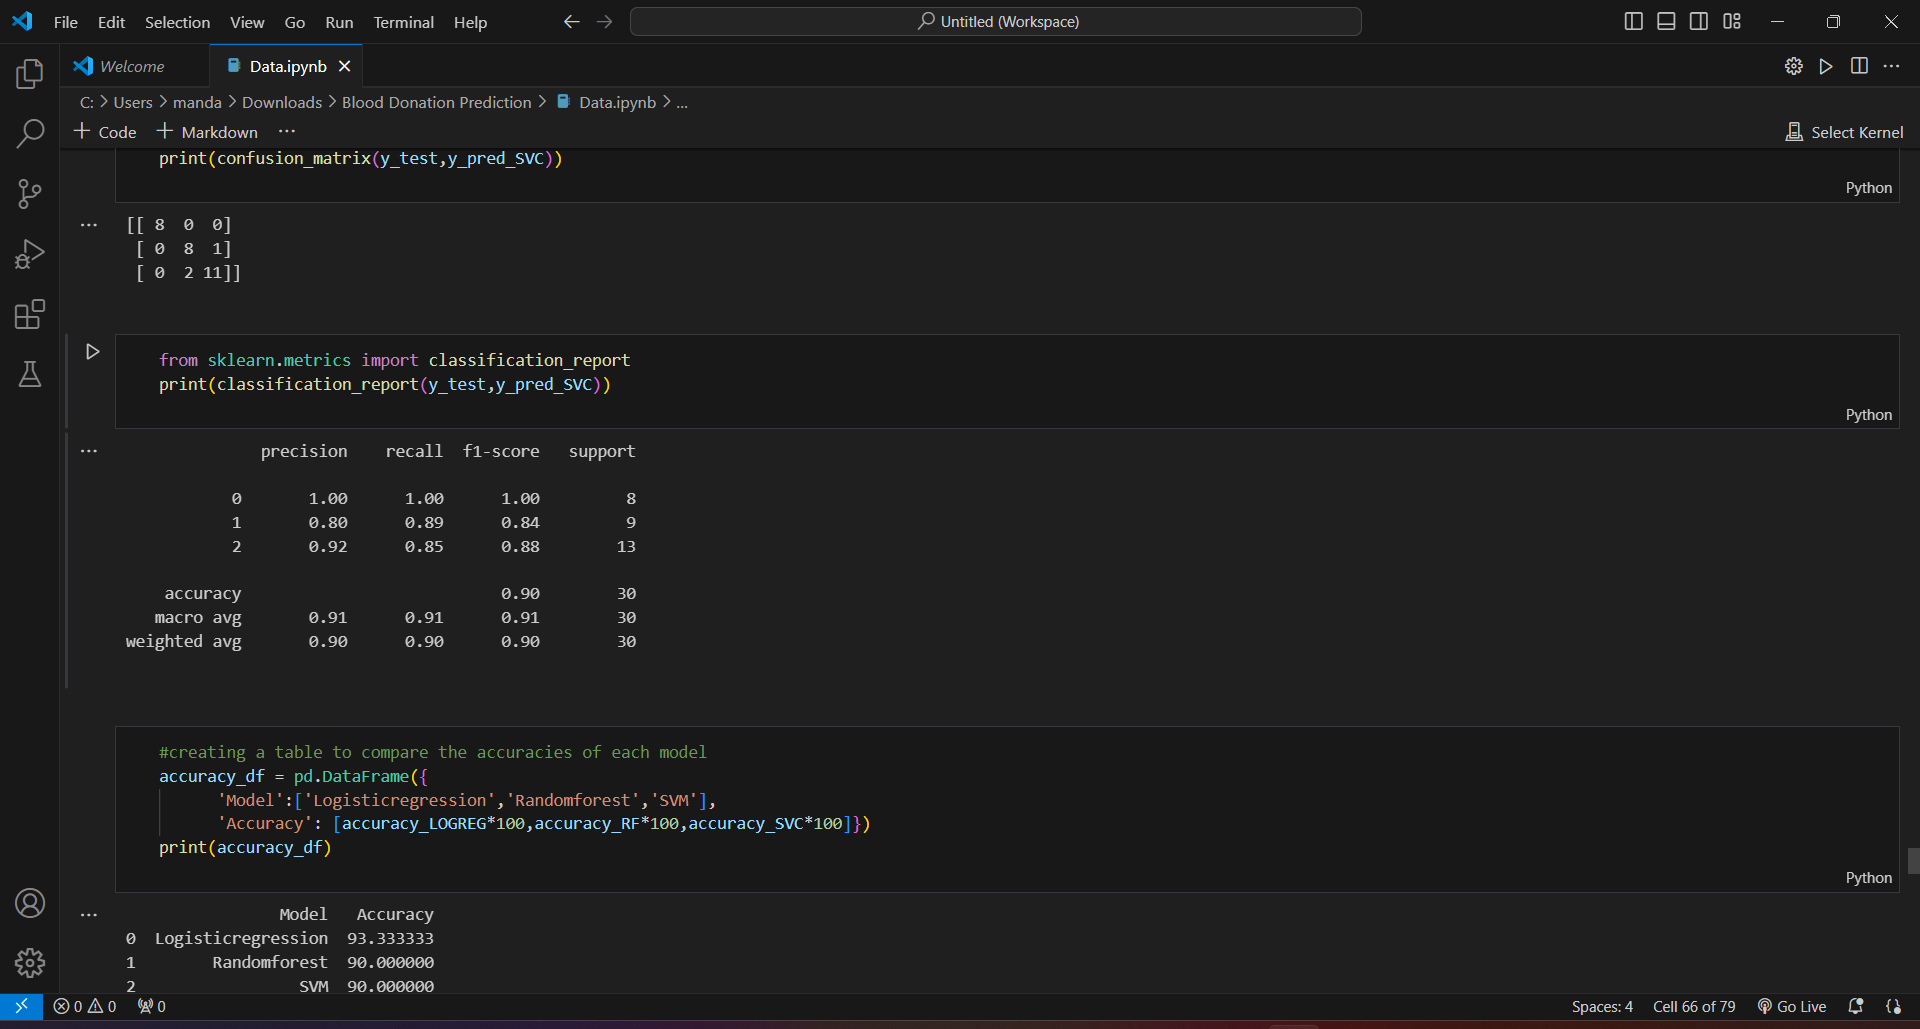 File Edit Selection View Go Run Terminal Help Untitled (Workspace)
Welcome Data.ipynb
C: > Users > manda > Downloads > Blood Donation Prediction > Data.ipynb > ...
+ Code + Markdown ... Select Kernel
print(confusion_matrix(y_test,y_pred_SVC))
Python
... [[ 8 0 0]
[ 0 8 1]
[ 0 2 11]]
from sklearn.metrics import classification_report
print(classification_report(y_test,y_pred_SVC))
Python
... precision recall f1-score support
0 1.00 1.00 1.00 8
1 0.80 0.89 0.84 9
2 0.92 0.85 0.88 13
accuracy 0.90 30
macro avg 0.91 0.91 0.91 30
weighted avg 0.90 0.90 0.90 30
#creating a table to compare the accuracies of each model
accuracy_df = pd.DataFrame({
'Model':['Logisticregression','Randomforest','SVM'],
'Accuracy': [accuracy_LOGREG*100,accuracy_RF*100,accuracy_SVC*100]})
print(accuracy_df)
Python
... Model Accuracy
0 Logisticregression 93.333333
1 Randomforest 90.000000
2 SVM 90.000000
0 0 0 Spaces: 4 Cell 66 of 79 Go Live